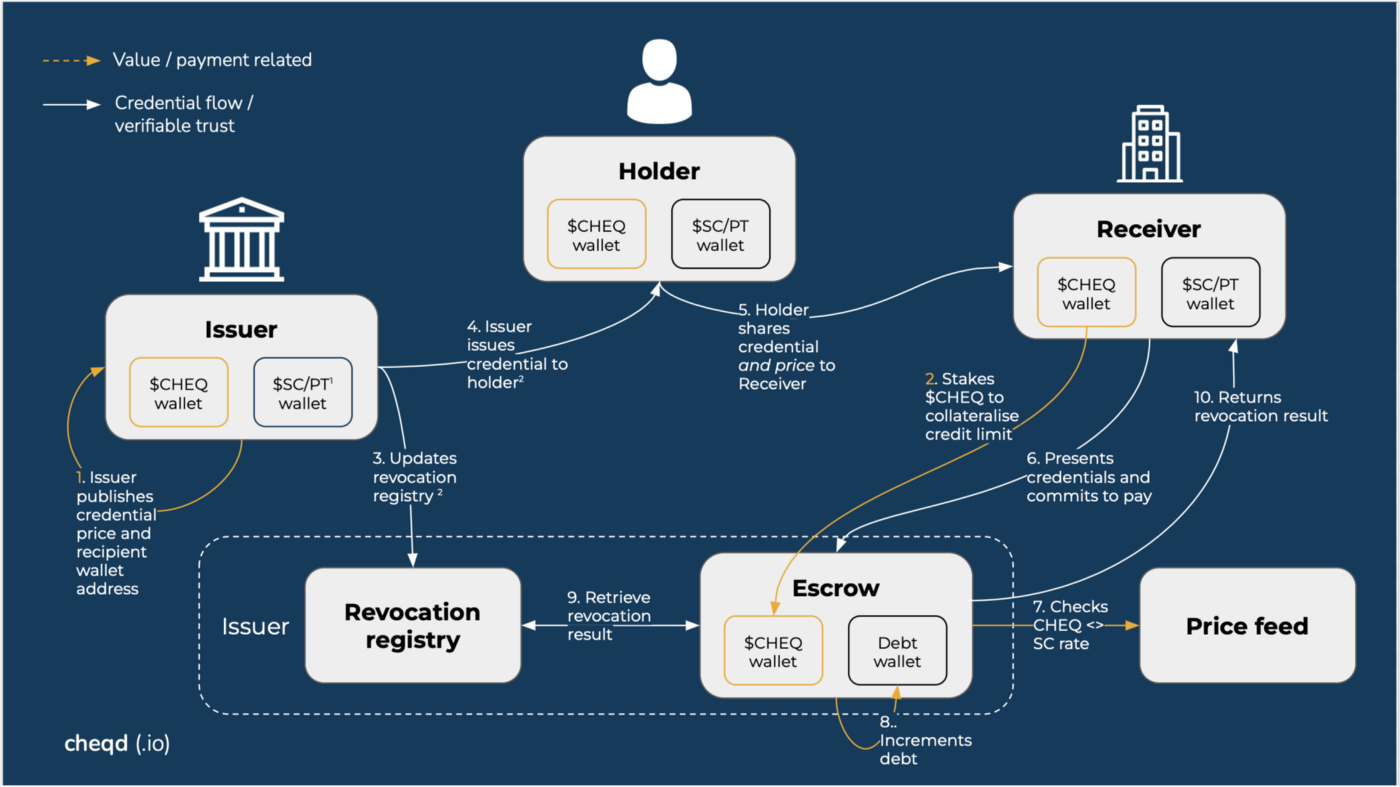 Value / payment related
Credential flow /
verifiable trust
Holder
$CHEQ
wallet
$SC/PT
wallet
Receiver
$CHEQ
wallet
$SC/PT
wallet
Issuer
$CHEQ
wallet
$SC/PT¹
wallet
1. Issuer
publishes
credential
price and
recipient
wallet
address
2. Stakes
$CHEQ to
collateralise
credit limit
3. Updates
revocation
registry ²
4. Issuer
issues
credential to
holder²
5. Holder
shares
credential
and price to
Receiver
6. Presents
credentials and
commits to pay
10. Returns
revocation result
Issuer
Revocation
registry
9. Retrieve
revocation
result
Escrow
$CHEQ
wallet
Debt
wallet
7. Checks
CHEQ <>
SC rate
Price feed
8..
Increments
debt
cheqd (.io)